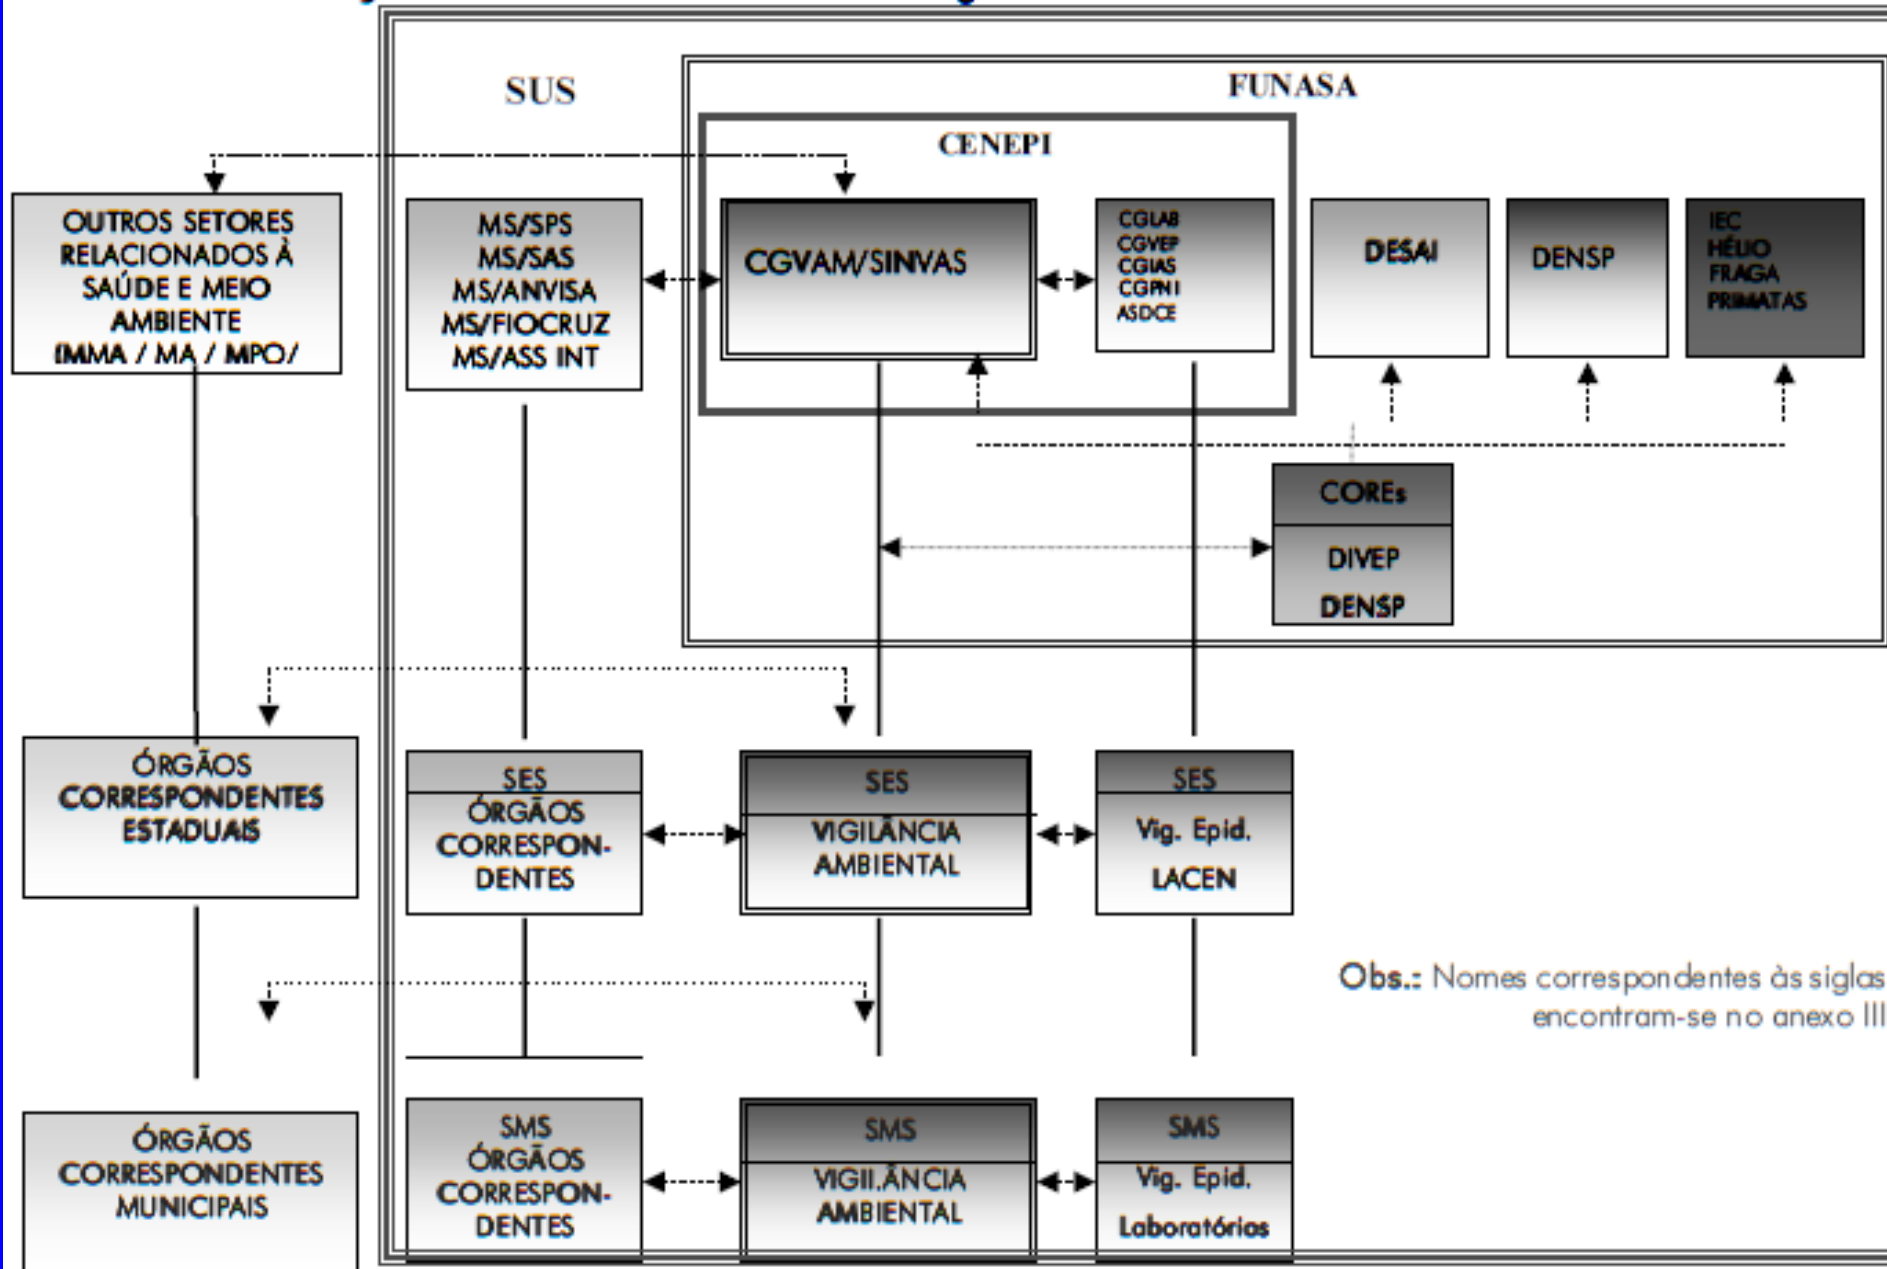 SUS
FUNASA
CENEPI
OUTROS SETORES
RELACIONADOS À
SAÚDE E MEIO
AMBIENTE
(MMA / MA / MPO/
MS/SPS
MS/SAS
MS/ANVISA
MS/FIOCRUZ
MS/ASS INT
CGVAM/SINVAS
CGLAB
CGVEP
CGIAS
CGPNI
ASDCE
DESAI
DENSP
IEC
HÉLIO
FRAGA
PRIMATAS
COREs
DIVEP
DENSP
ÓRGÃOS
CORRESPONDENTES
ESTADUAIS
SES
ÓRGÃOS
CORRESPON-
DENTES
SES
VIGILÂNCIA
AMBIENTAL
SES
Vig. Epid.
LACEN
Obs.: Nomes correspondentes às siglas
encontram-se no anexo III
ÓRGÃOS
CORRESPONDENTES
MUNICIPAIS
SMS
ÓRGÃOS
CORRESPON-
DENTES
SMS
VIGII.ÂNCIA
AMBIENTAL
SMS
Vig. Epid.
Laboratórios